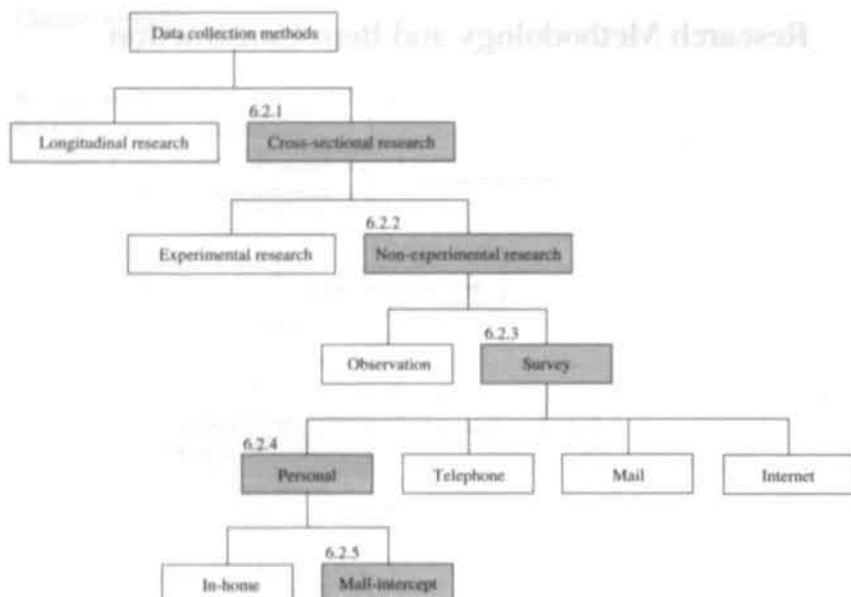 Research Methodology and Item
Data collection methods
6.2.1
Longitudinal research
Cross-sectional research
6.2.2
Experimental research
Non-experimental research
6.2.3
Observation
Survey
6.2.4
Personal
Telephone
Mail
Internet
6.2.5
In-home
Mall-intercept